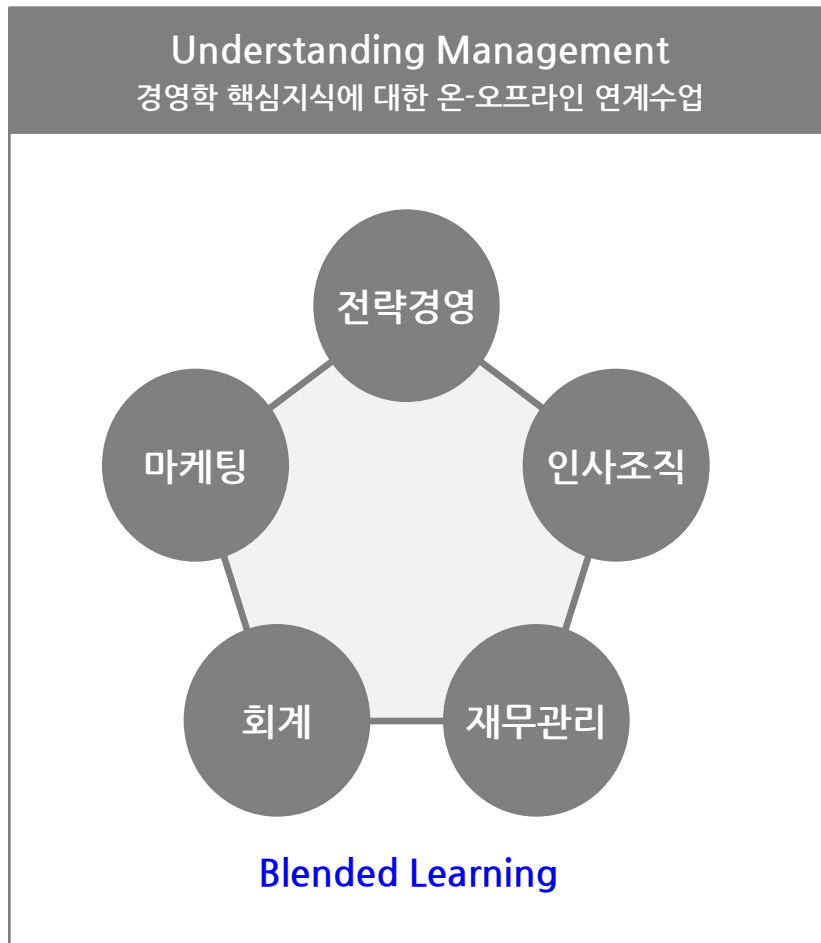 Understanding Management
경영학 핵심지식에 대한 온-오프라인 연계수업
전략경영
마케팅
인사조직
회계
재무관리
Blended Learning